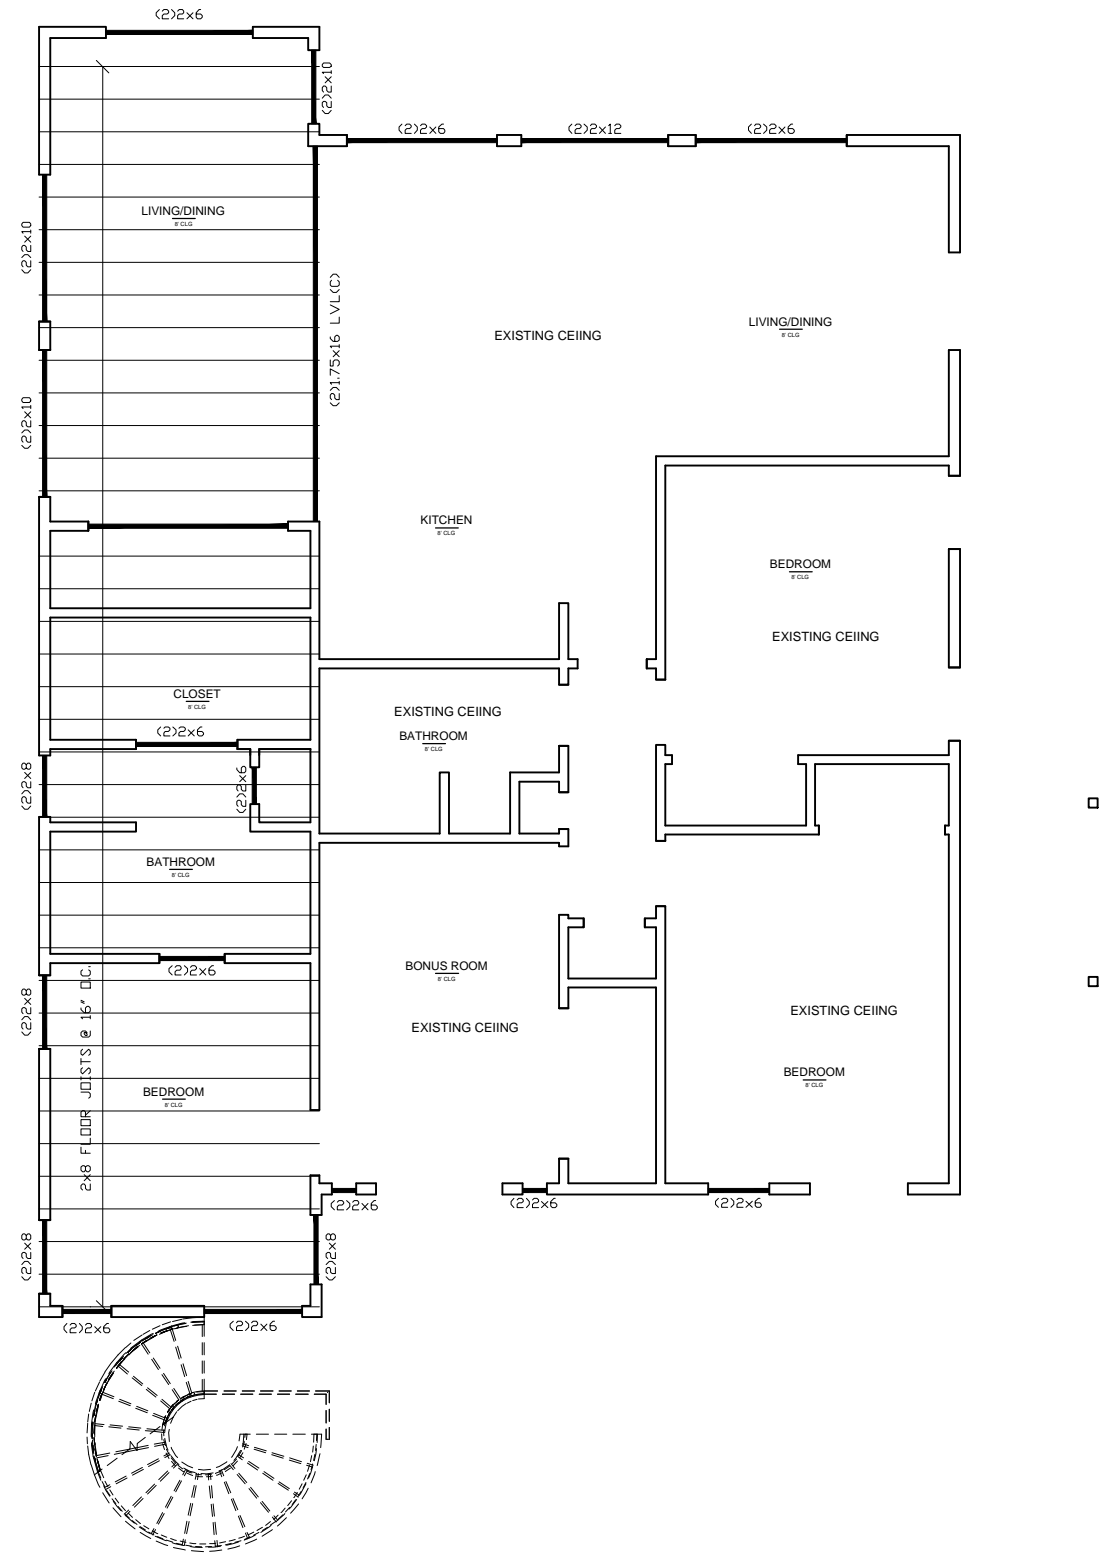 (2)2x6
(2)2x10
(2)2x6
(2)2x12
(2)2x6
LIVING/DINING
8' CLG
(2)2x10
(2)1.75x16 LVL(C)
EXISTING CEIING
LIVING/DINING
8' CLG
(2)2x10
KITCHEN
8' CLG
BEDROOM
8' CLG
EXISTING CEIING
CLOSET
8' CLG
EXISTING CEIING
(2)2x6
BATHROOM
8' CLG
(2)2x8
(2)2x6
BATHROOM
8' CLG
(2)2x6
BONUS ROOM
8' CLG
(2)2x8
EXISTING CEIING
EXISTING CEIING
2x8 FLOOR JOISTS @ 16" O.C.
BEDROOM
8' CLG
BEDROOM
8' CLG
(2)2x6
(2)2x6
(2)2x6
(2)2x8
(2)2x8
(2)2x6
(2)2x6